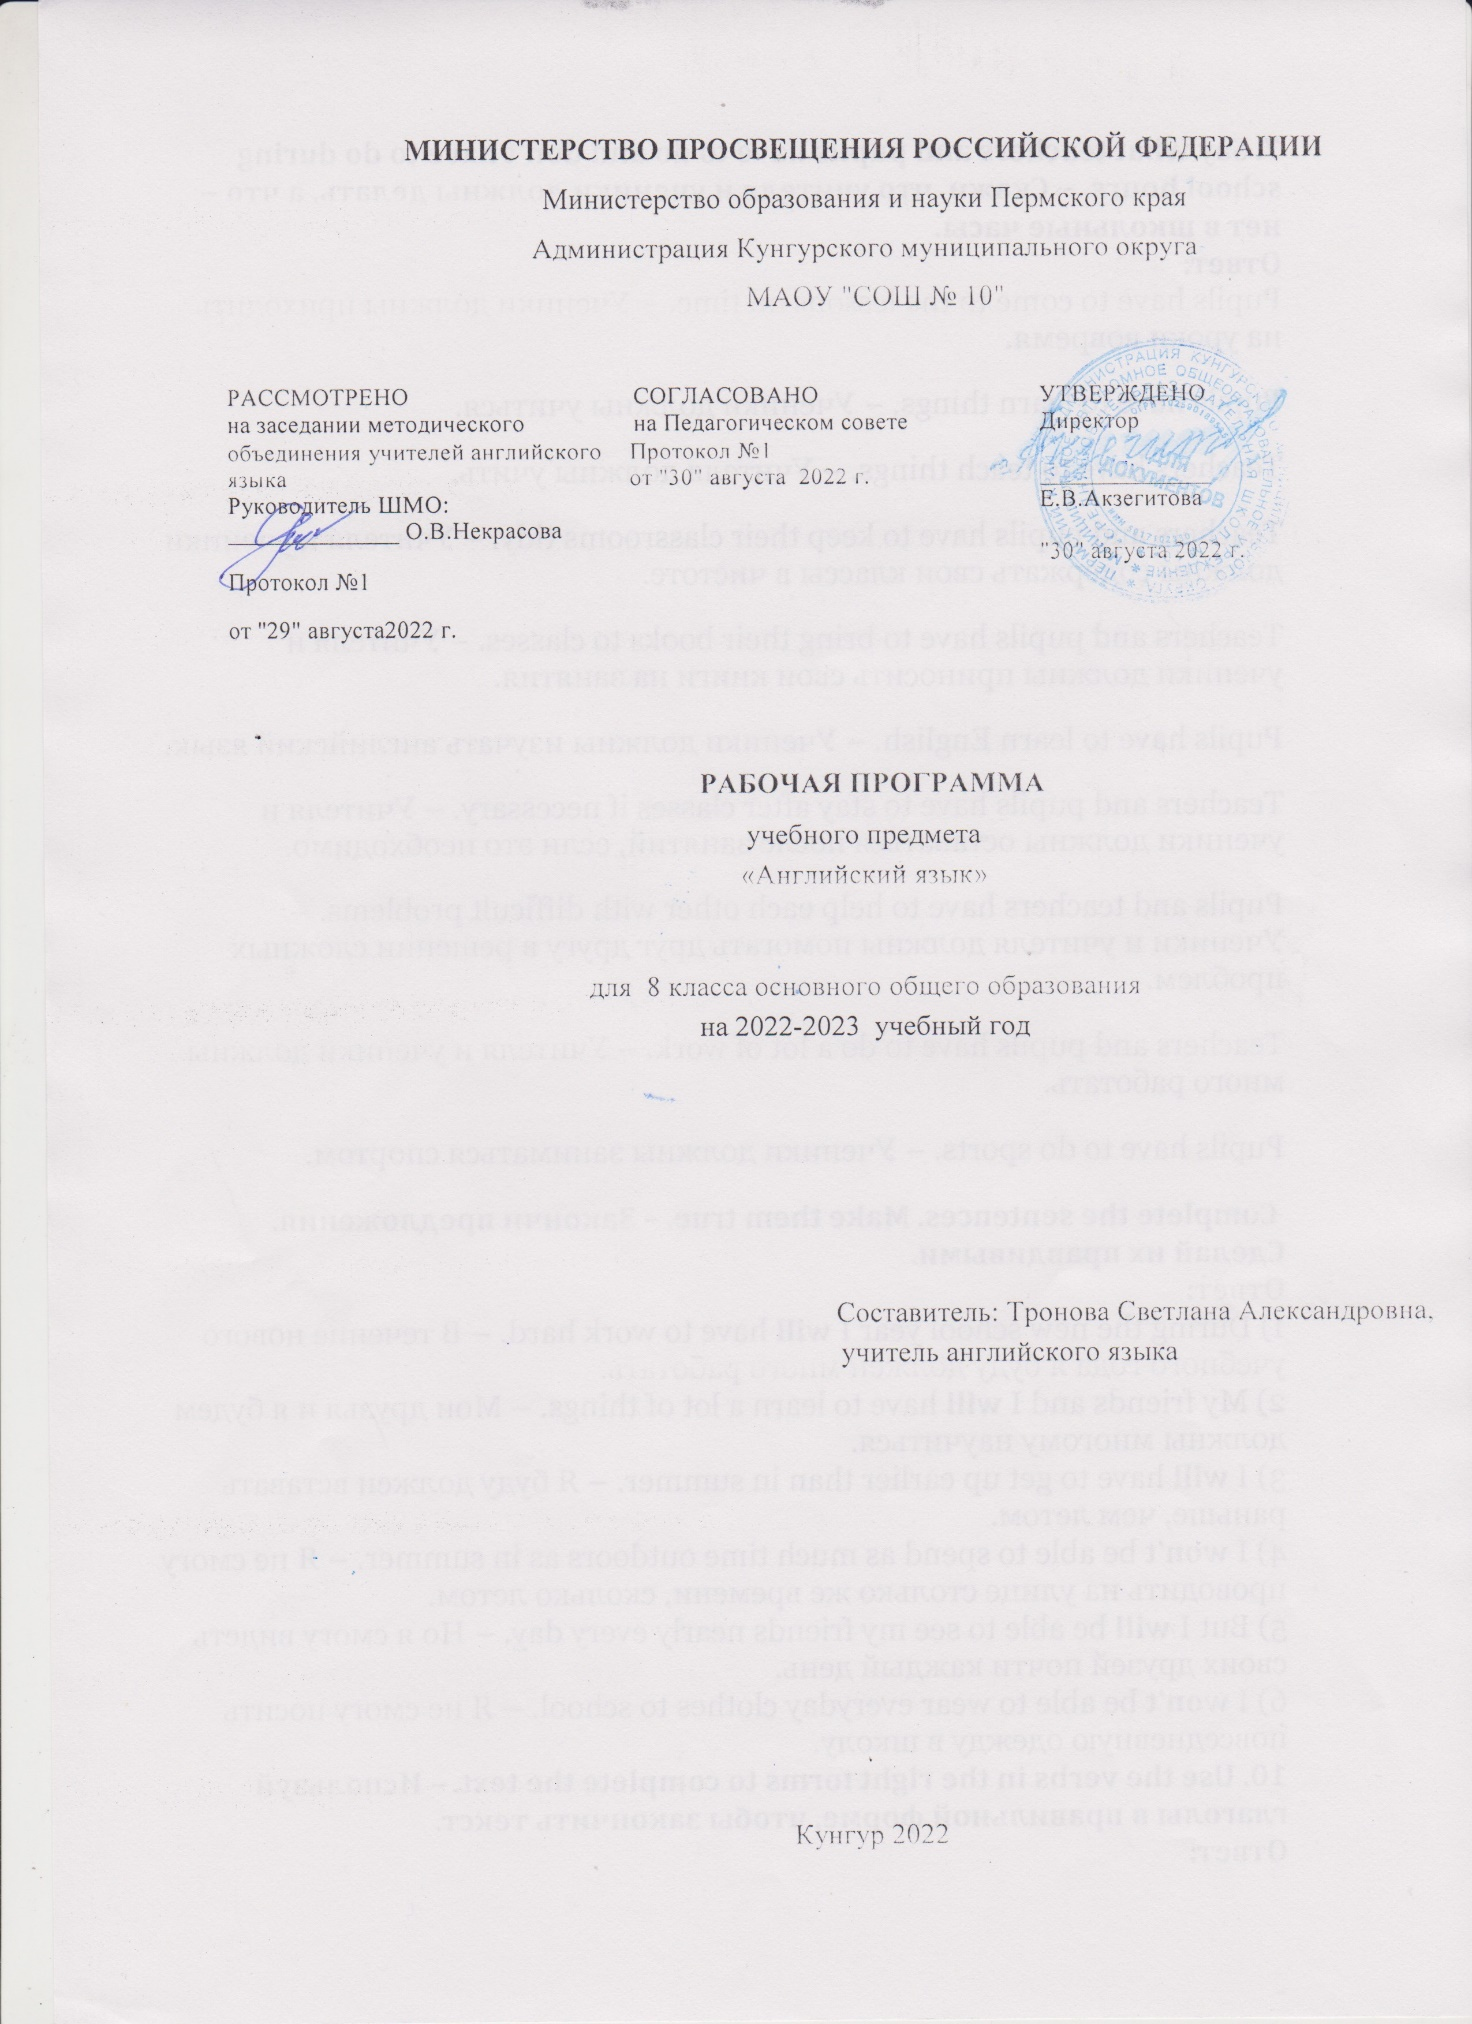 МИНИСТЕРСТВО ПРОСВЕЩЕНИЯ РОССИЙСКОЙ ФЕДЕРАЦИИ
Министерство образования и науки Пермского края
Администрация Кунгурского муниципального округа
МАОУ "СОШ № 10"
РАССМОТРЕНО
на заседании методического
объединения учителей английского
языка
Руководитель ШМО:
О.В.Некрасова
Протокол №1
от "29" августа2022 г.
СОГЛАСОВАНО
на Педагогическом совете
Протокол №1
от "30" августа 2022 г.
УТВЕРЖДЕНО
Директор
ДЛЯ
ДОКУМЕНТОВ
Е.В.Акзегитова
"30" августа 2022 г.
РАБОЧАЯ ПРОГРАММА
учебного предмета
«Английский язык»
для 8 класса основного общего образования
на 2022-2023 учебный год
Составитель: Тронова Светлана Александровна,
учитель английского языка
Кунгур 2022